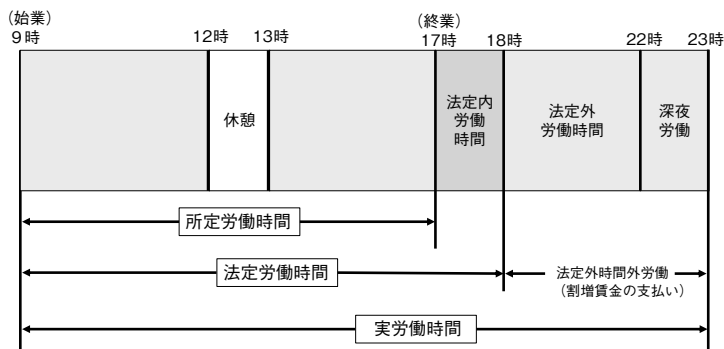 (始業)
9時
12時
13時
(終業)
17時
18時
22時
23時
休憩
法定内
労働
時間
法定外
労働時間
深夜
労働
所定労働時間
法定労働時間
法定外時間外労働
(割増賃金の支払い)
実労働時間